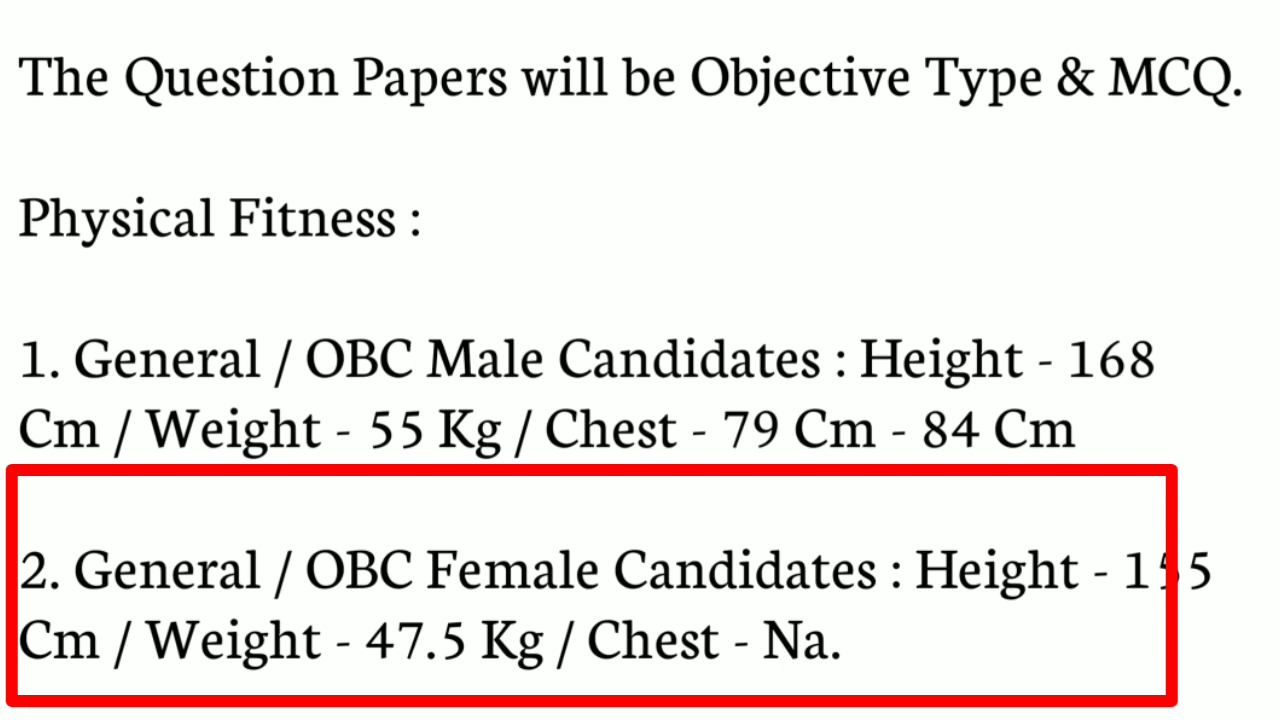 The Question Papers will be Objective Type & MCQ.
Physical Fitness :
1. General / OBC Male Candidates : Height - 168
Cm / Weight - 55 Kg / Chest - 79 Cm - 84 Cm
2. General / OBC Female Candidates : Height - 155
Cm / Weight - 47.5 Kg / Chest - Na.